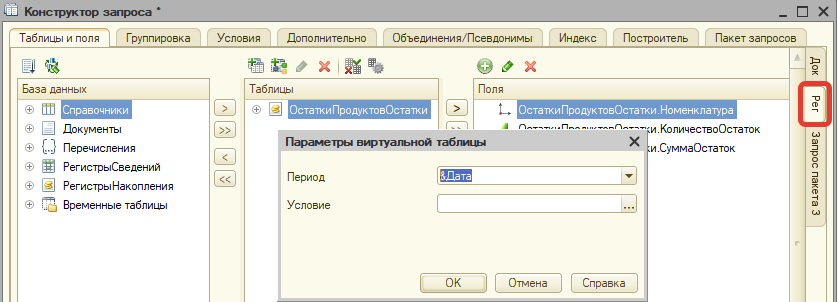 Конструктор запроса *
Таблицы и поля
Группировка
Условия
Дополнительно
Объединения/Псевдонимы
Индекс
Построитель
Пакет запросов
База данных
Справочники
Документы
Перечисления
РегистрыСведений
РегистрыНакопления
Временные таблицы
>
>>
<
<<
Таблицы
ОстаткиПродуктовОстатки
>
>>
Поля
ОстаткиПродуктовОстатки.Номенклатура
ки.КоличествоОстаток
ки.СуммаОстаток
Док
Рег
Запрос пакета 3
Параметры виртуальной таблицы
Период
&Дата
Условие
...
OK
Отмена
Справка